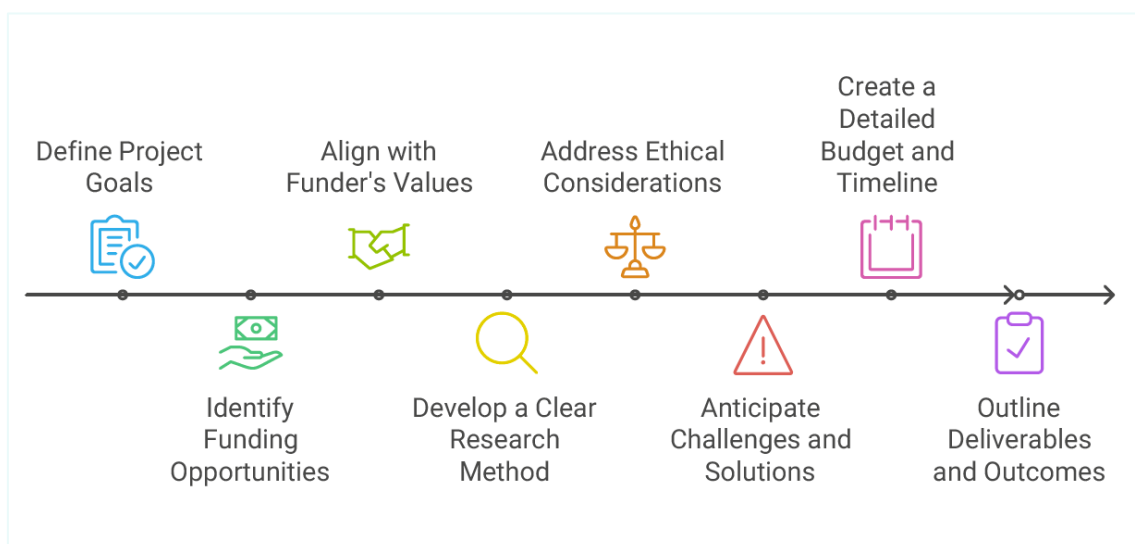 Define Project
Goals
Identify
Funding
Opportunities
Align with
Funder's Values
Develop a Clear
Research
Method
Address Ethical
Considerations
Anticipate
Challenges and
Solutions
Create a
Detailed
Budget and
Timeline
Outline
Deliverables
and Outcomes